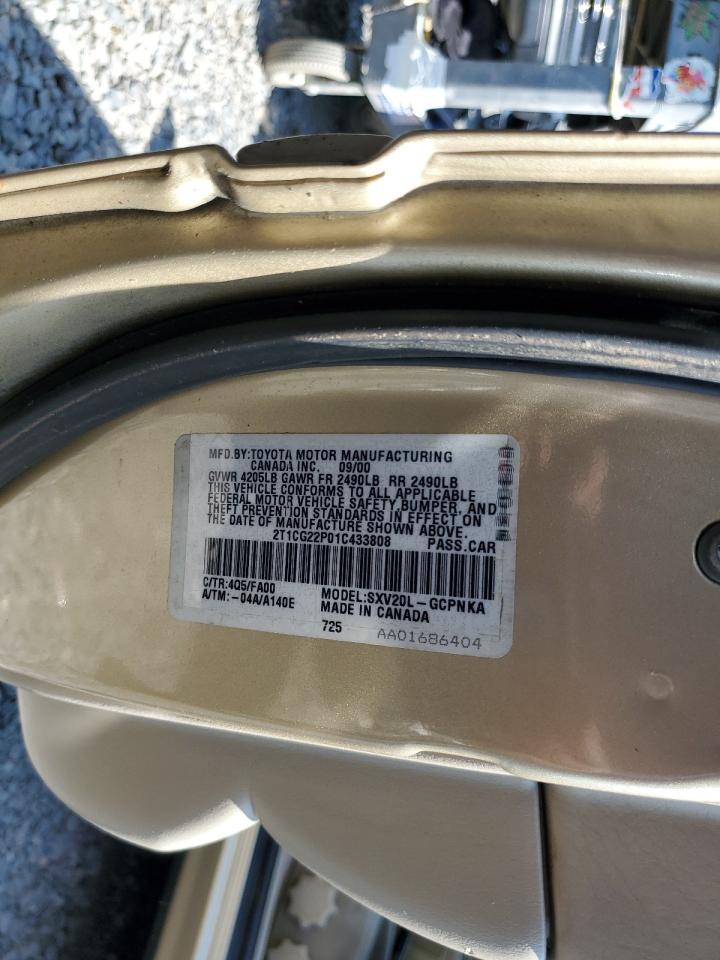 MFD.BY:TOYOTA MOTOR MANUFACTURING
CANADA INC. 09/00
GVWR 4205LB GAWR FR 2490LB RR 2490LB
THIS VEHICLE CONFORMS TO ALL APPLICABLE
FEDERAL MOTOR VEHICLE SAFETY,BUMPER, AND
THEFT PREVENTION STANDARDS IN EFFECT ON
THE DATE OF MANUFACTURE SHOWN ABOVE.
2T1CG22P01C433808 PASS.CAR
C/TR:4Q5/FA00
A/TM:-04A/A140E MODEL:SXV20L-GCPNKA
MADE IN CANADA
725 AA01686404